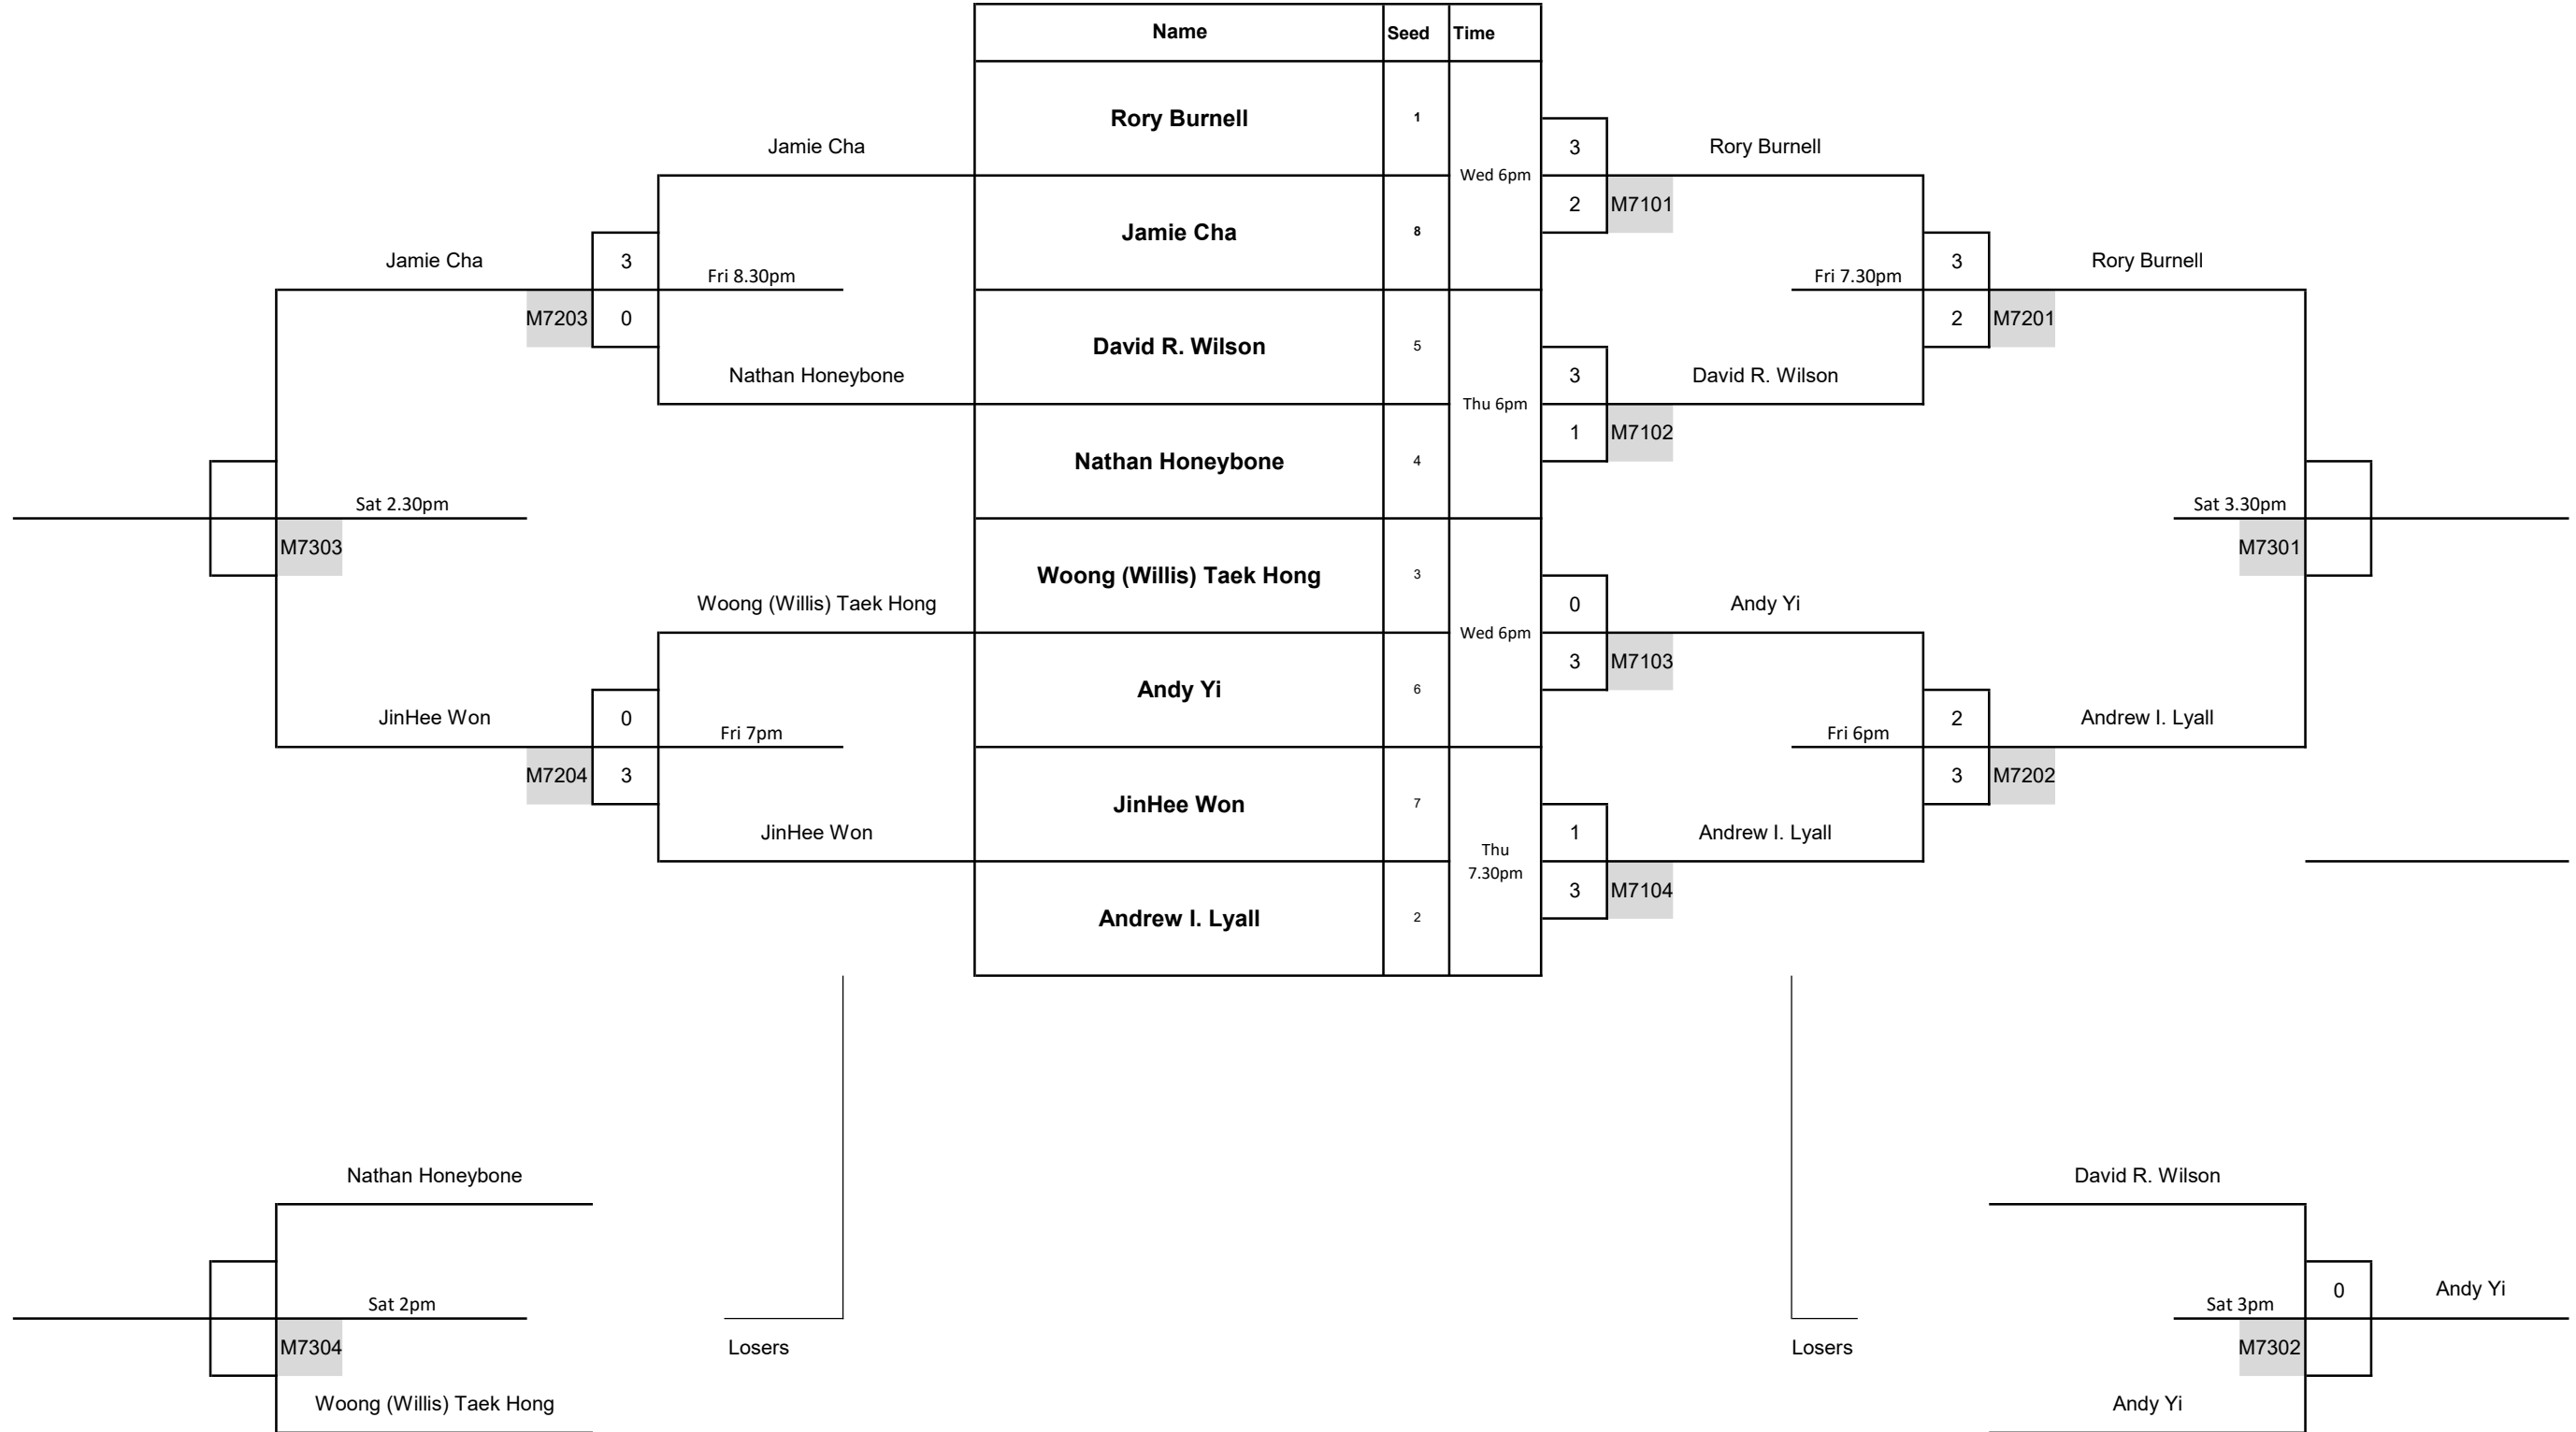 Name Seed Time
Rory Burnell 1
Jamie Cha 3 Rory Burnell
Wed 6pm
2 M7101
Jamie Cha 8
Jamie Cha 3 3 Rory Burnell
Fri 8.30pm Fri 7.30pm
M7203 0 2 M7201
David R. Wilson 5
Nathan Honeybone 3 David R. Wilson
Thu 6pm
1 M7102
Nathan Honeybone 4
Sat 2.30pm Sat 3.30pm
M7303 M7301
Woong (Willis) Taek Hong 3
Woong (Willis) Taek Hong 0 Andy Yi
Wed 6pm
3 M7103
Andy Yi 6
JinHee Won 0 2 Andrew I. Lyall
Fri 7pm Fri 6pm
M7204 3 3 M7202
JinHee Won 7
JinHee Won 1 Andrew I. Lyall
Thu
7.30pm
3 M7104
Andrew I. Lyall 2
Nathan Honeybone David R. Wilson
0 Andy Yi
Sat 2pm Sat 3pm
M7304 Losers Losers M7302
Woong (Willis) Taek Hong Andy Yi